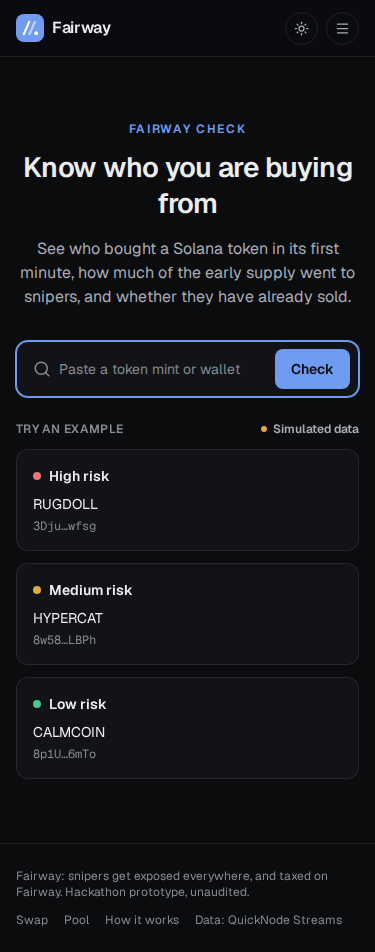 Fairway
FAIRWAY CHECK
Know who you are buying
from
See who bought a Solana token in its first
minute, how much of the early supply went to
snipers, and whether they have already sold.
Paste a token mint or wallet
Check
TRY AN EXAMPLE
Simulated data
High risk
RUGDOLL
3Dju…wfsg
Medium risk
HYPERCAT
8w58…LBPh
Low risk
CALMCOIN
8p1U…6mTo
Fairway: snipers get exposed everywhere, and taxed on
Fairway. Hackathon prototype, unaudited.
Swap Pool How it works Data: QuickNode Streams